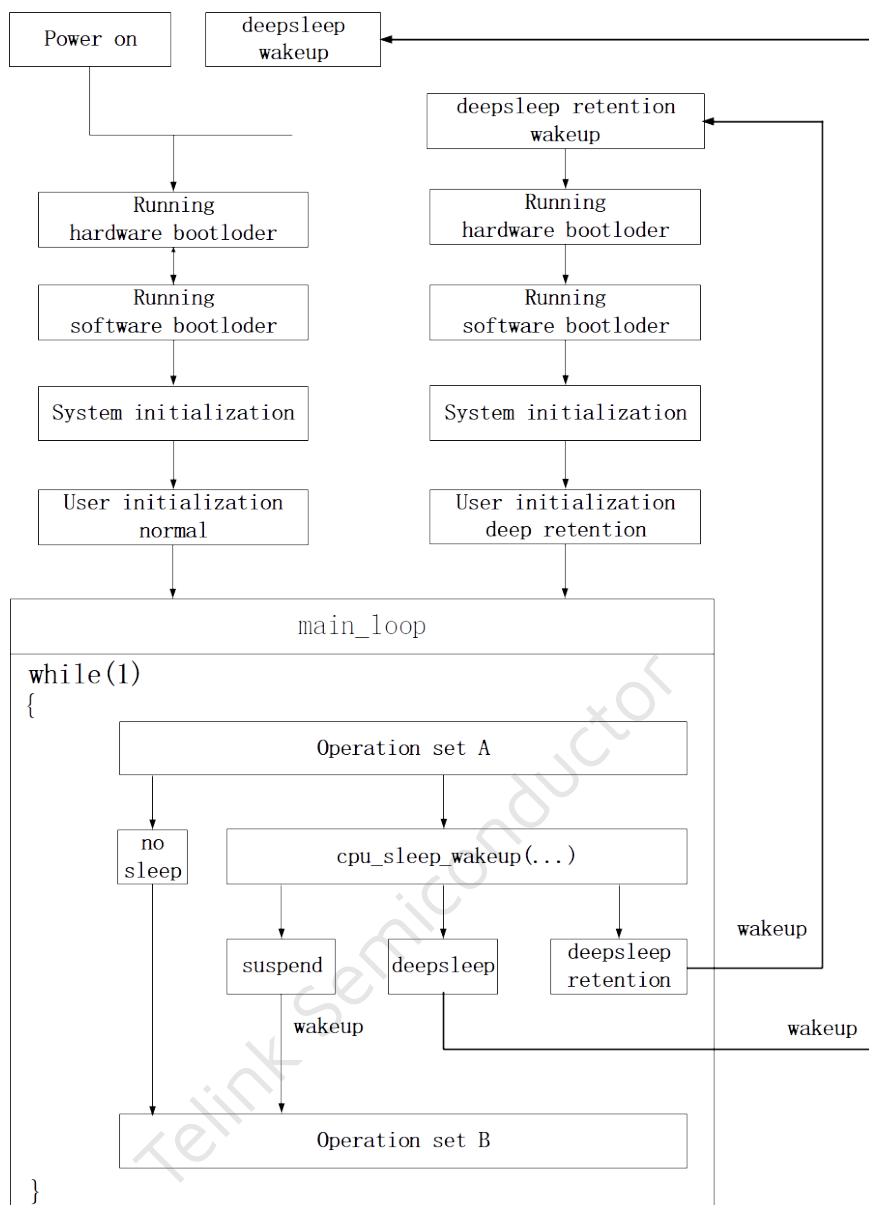 Power on
deepsleep
wakeup
deepsleep retention
wakeup
Running
hardware bootloder
Running
hardware bootloder
Running
software bootloder
Running
software bootloder
System initialization
System initialization
User initialization
normal
User initialization
deep retention
main_loop
while(1)
{
Operation set A
no
sleep
cpu_sleep_wakeup(...)
suspend
deepsleep
deepsleep
retention
wakeup
wakeup
wakeup
Operation set B
}
Telink Semiconductor